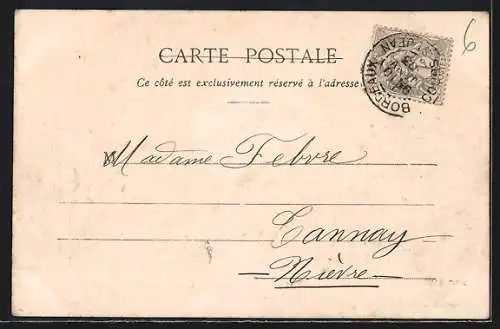 6
CARTE POSTALE
Ce côté est exclusivement réservé à l'adresse
BORDEAUX
Madame Febvre
Tannay
Nièvre